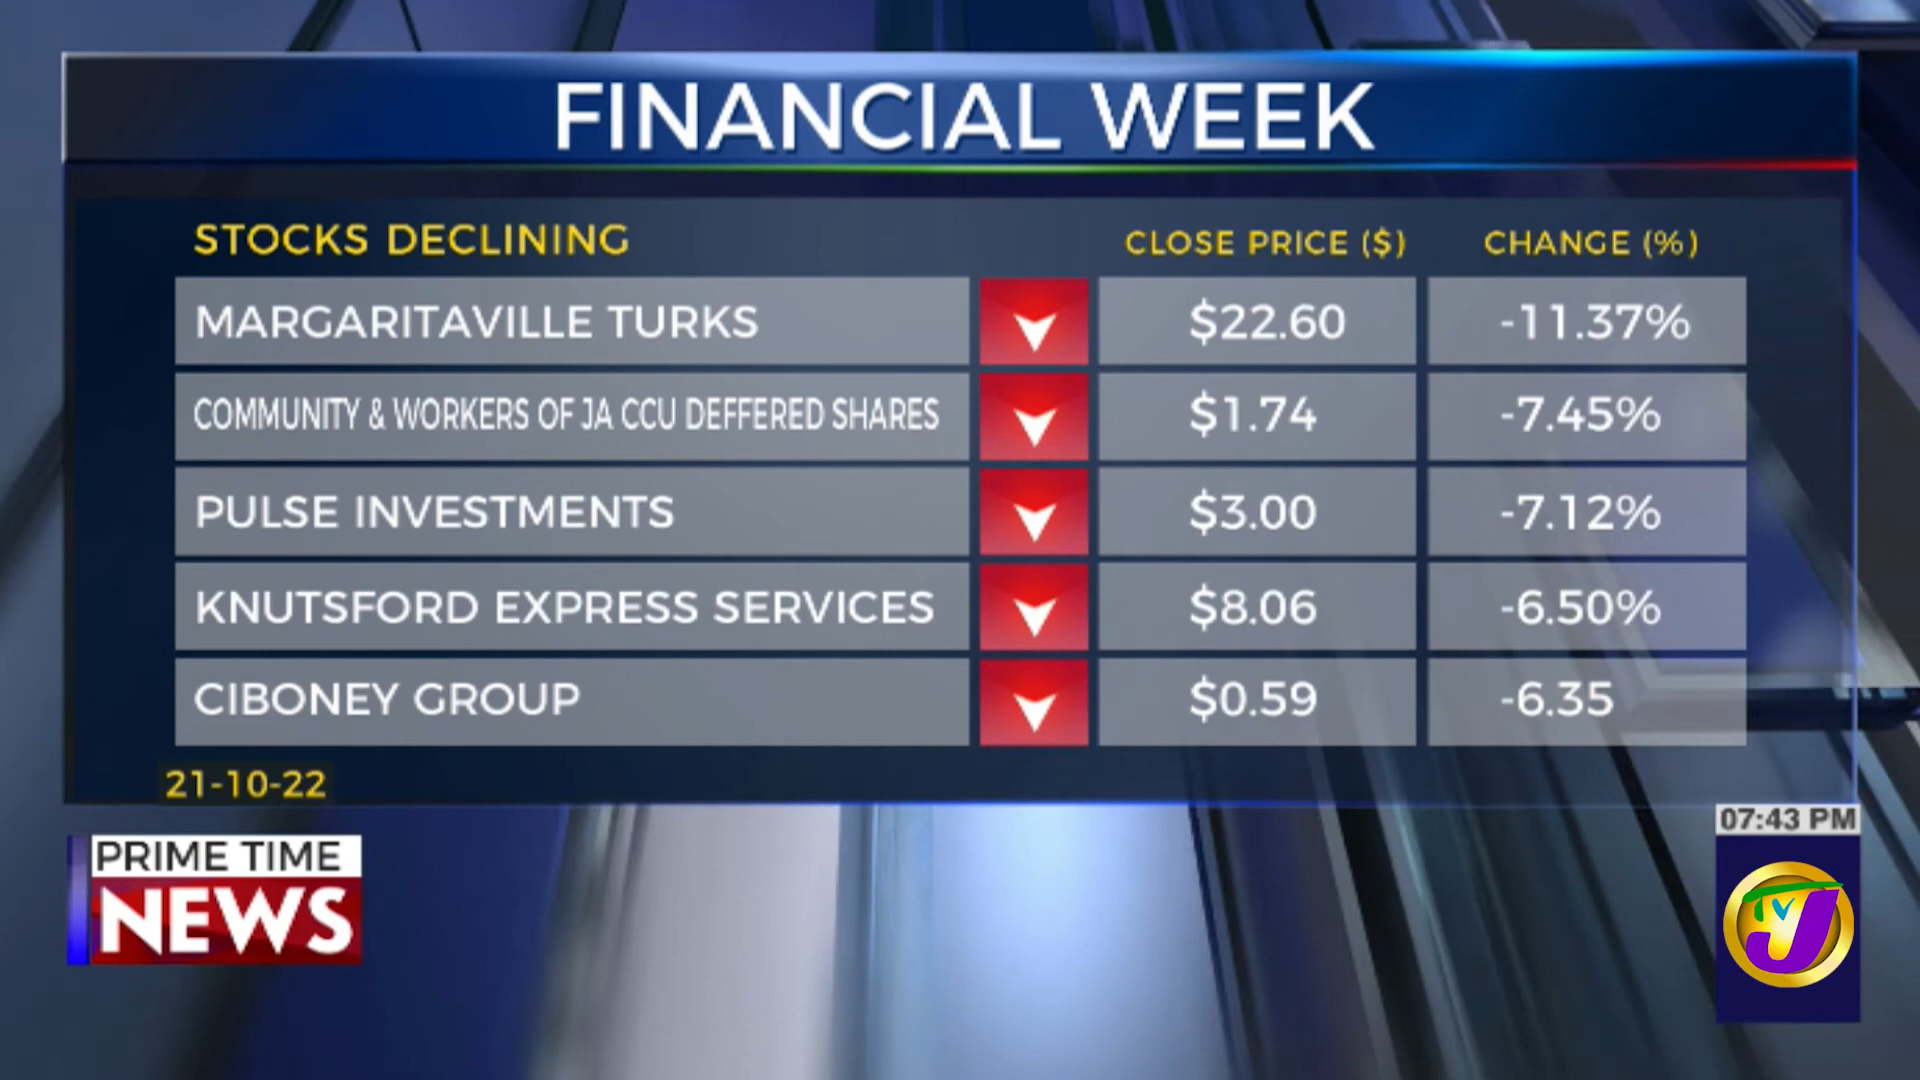 FINANCIAL WEEK
STOCKS DECLINING CLOSE PRICE ($) CHANGE (%)
MARGARITAVILLE TURKS $22.60 -11.37%
COMMUNITY & WORKERS OF JA CCU DEFFERED SHARES $1.74 -7.45%
PULSE INVESTMENTS $3.00 -7.12%
KNUTSFORD EXPRESS SERVICES $8.06 -6.50%
CIBONEY GROUP $0.59 -6.35
21-10-22
07:43 PM
PRIME TIME
NEWS
TVJ